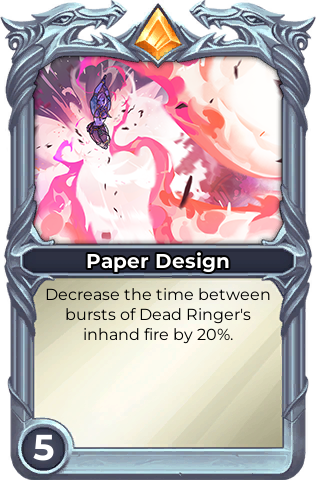 Paper Design
Decrease the time between
bursts of Dead Ringer's
inhand fire by 20%.
5